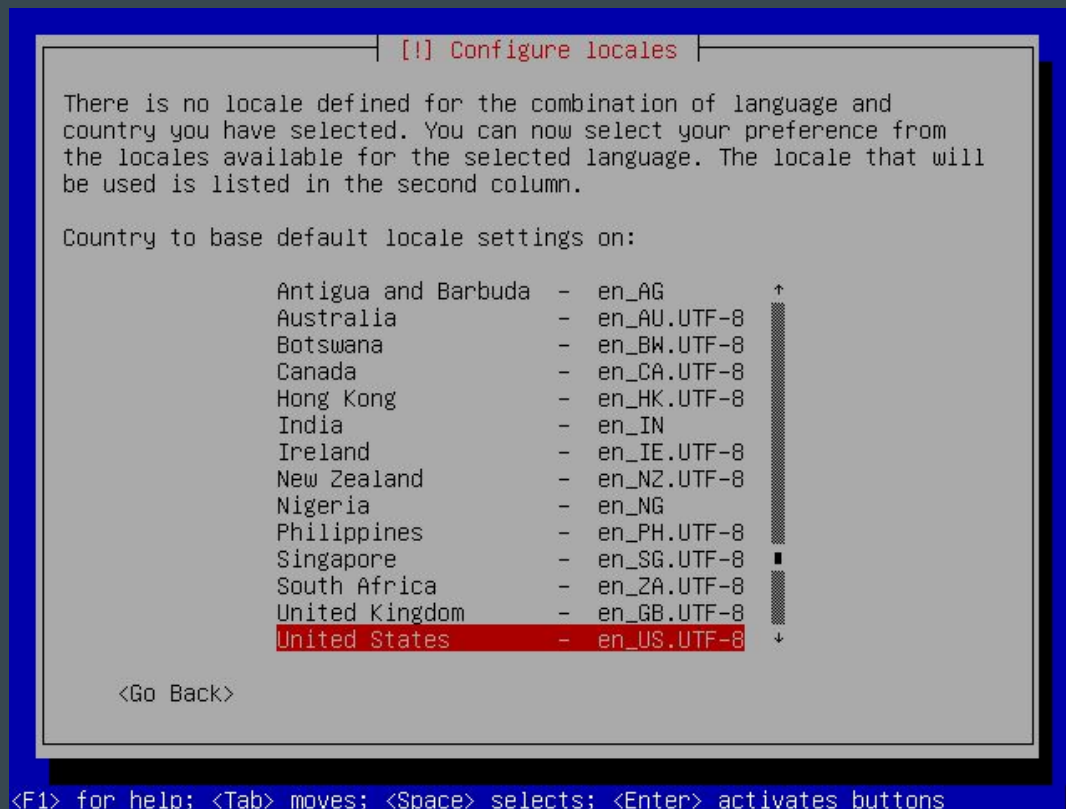 [!] Configure locales
There is no locale defined for the combination of language and
country you have selected. You can now select your preference from
the locales available for the selected language. The locale that will
be used is listed in the second column.
Country to base default locale settings on:
Antigua and Barbuda - en_AG
Australia - en_AU.UTF-8
Botswana - en_BW.UTF-8
Canada - en_CA.UTF-8
Hong Kong - en_HK.UTF-8
India - en_IN
Ireland - en_IE.UTF-8
New Zealand - en_NZ.UTF-8
Nigeria - en_NG
Philippines - en_PH.UTF-8
Singapore - en_SG.UTF-8
South Africa - en_ZA.UTF-8
United Kingdom - en_GB.UTF-8
United States - en_US.UTF-8
<Go Back>
<F1> for help; <Tab> moves; <Space> selects; <Enter> activates buttons